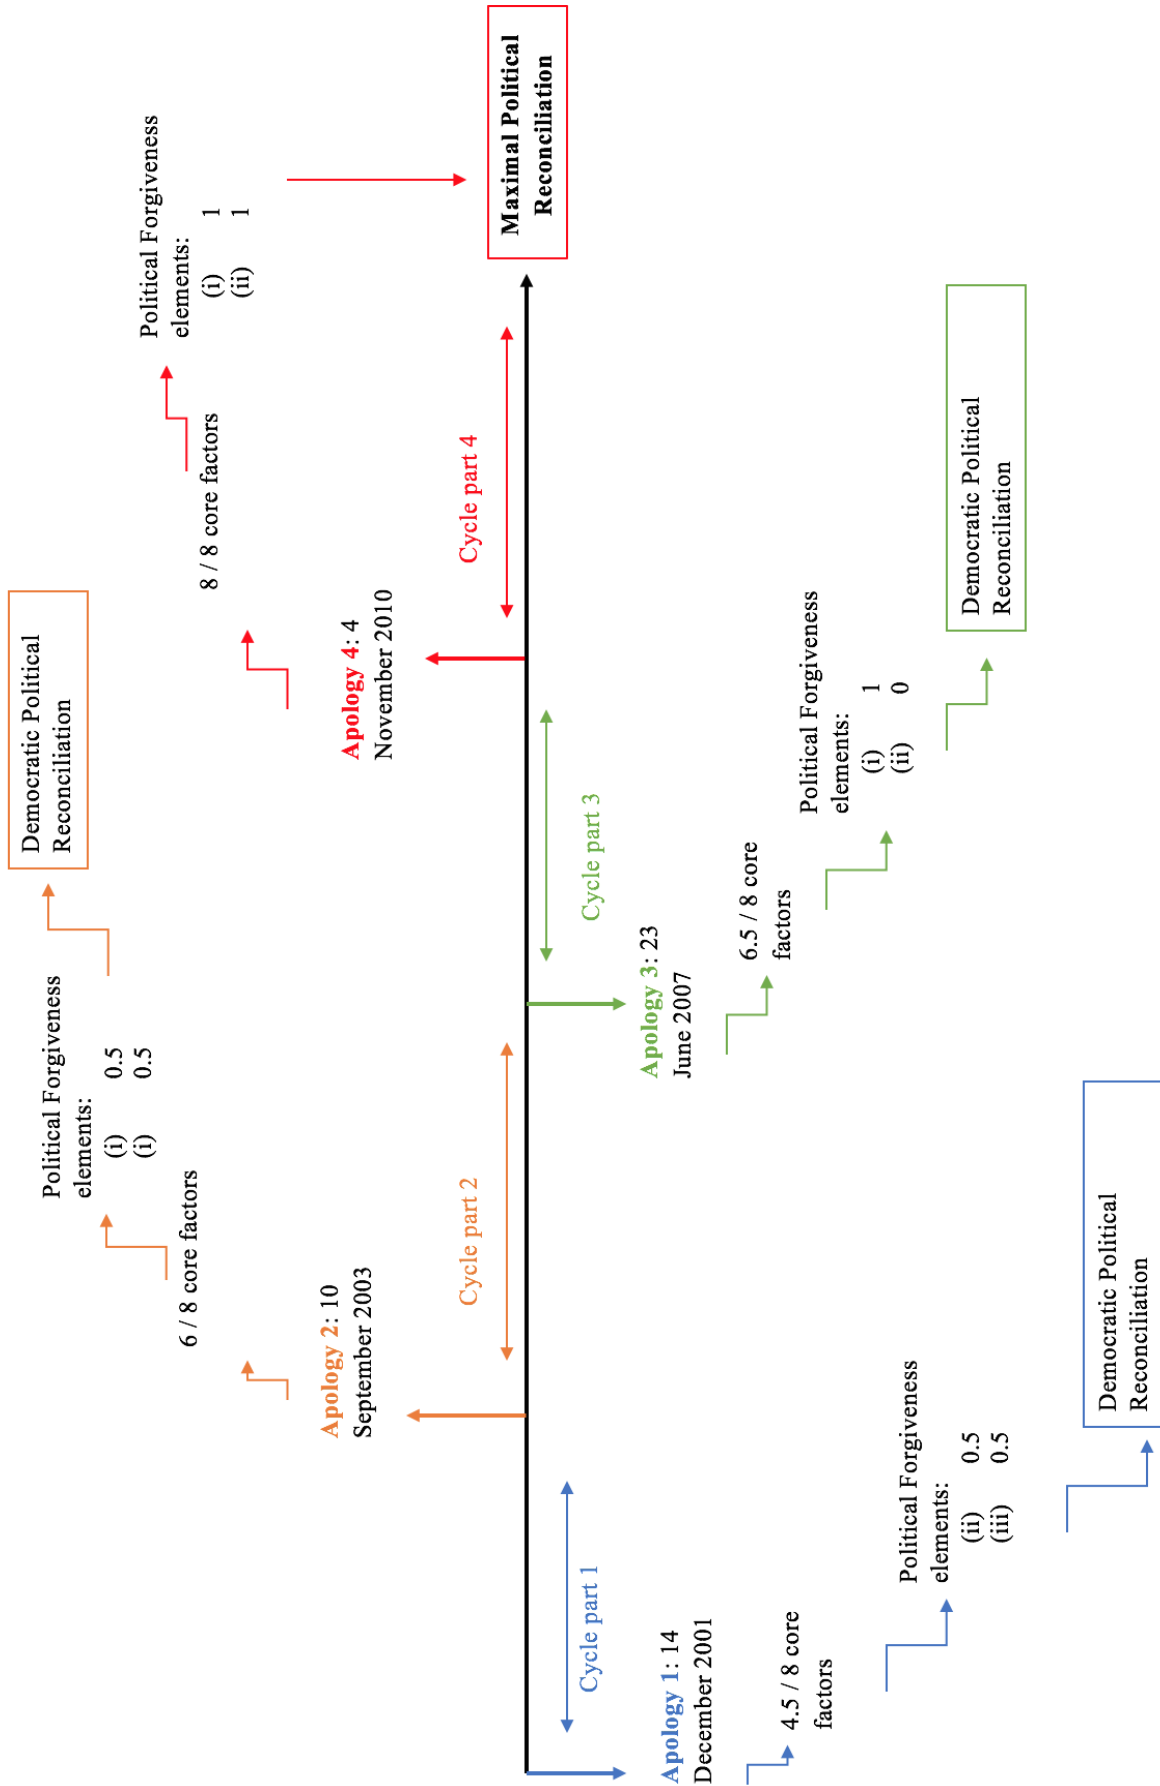 Apology 1: 14
December 2001
4.5 / 8 core
factors
Political Forgiveness
elements:
(ii) 0.5
(iii) 0.5
Democratic Political
Reconciliation
Cycle part 1
Apology 2: 10
September 2003
6 / 8 core factors
Political Forgiveness
elements:
(i) 0.5
(i) 0.5
Democratic Political
Reconciliation
Cycle part 2
Apology 3: 23
June 2007
6.5 / 8 core
factors
Political Forgiveness
elements:
(i) 1
(ii) 0
Democratic Political
Reconciliation
Cycle part 3
Apology 4: 4
November 2010
8 / 8 core factors
Political Forgiveness
elements:
(i) 1
(ii) 1
Cycle part 4
Maximal Political
Reconciliation